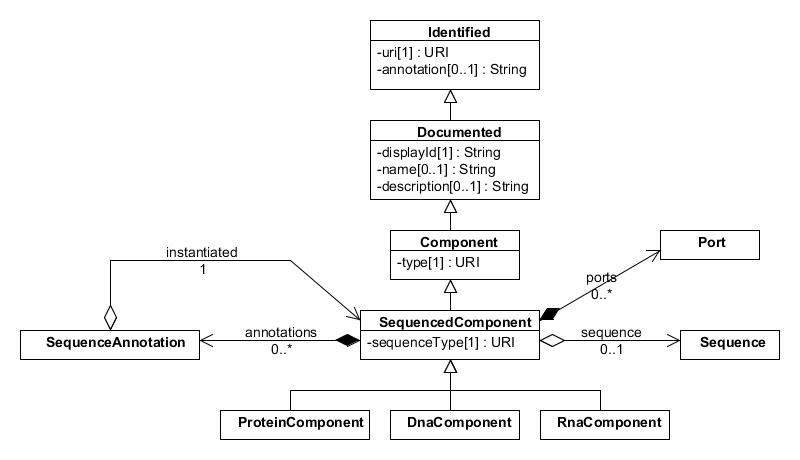 Identified
-uri[1] : URI
-annotation[0..1] : String
Documented
-displayId[1] : String
-name[0..1] : String
-description[0..1] : String
Component
-type[1] : URI
Port
instantiated
1
ports
0..*
SequencedComponent
-sequenceType[1] : URI
SequenceAnnotation
annotations
0..*
sequence
0..1
Sequence
ProteinComponent
DnaComponent
RnaComponent